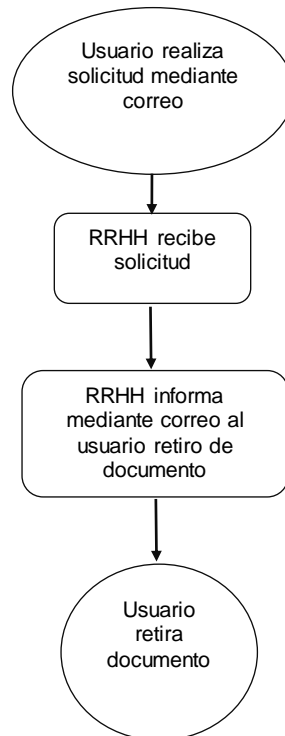 Usuario realiza
solicitud mediante
correo
RRHH recibe
solicitud
RRHH informa
mediante correo al
usuario retiro de
documento
Usuario
retira
documento